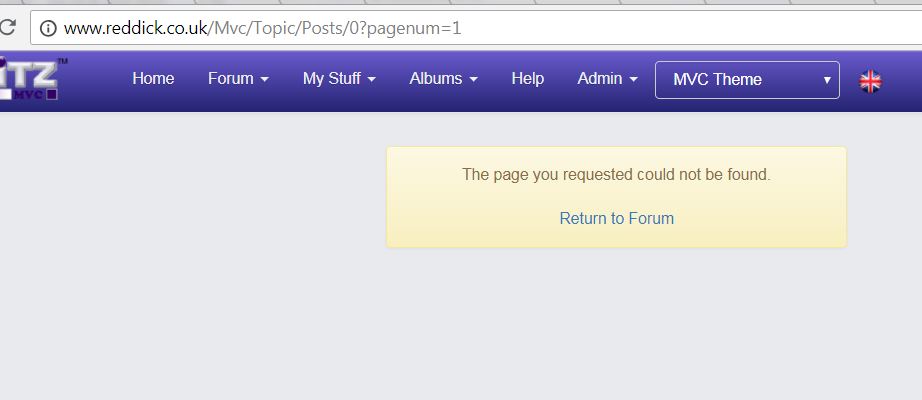 www.reddick.co.uk/Mvc/Topic/Posts/0?pagenum=1
iTZ™
MVC
Home Forum My Stuff Albums Help Admin MVC Theme
The page you requested could not be found.
Return to Forum